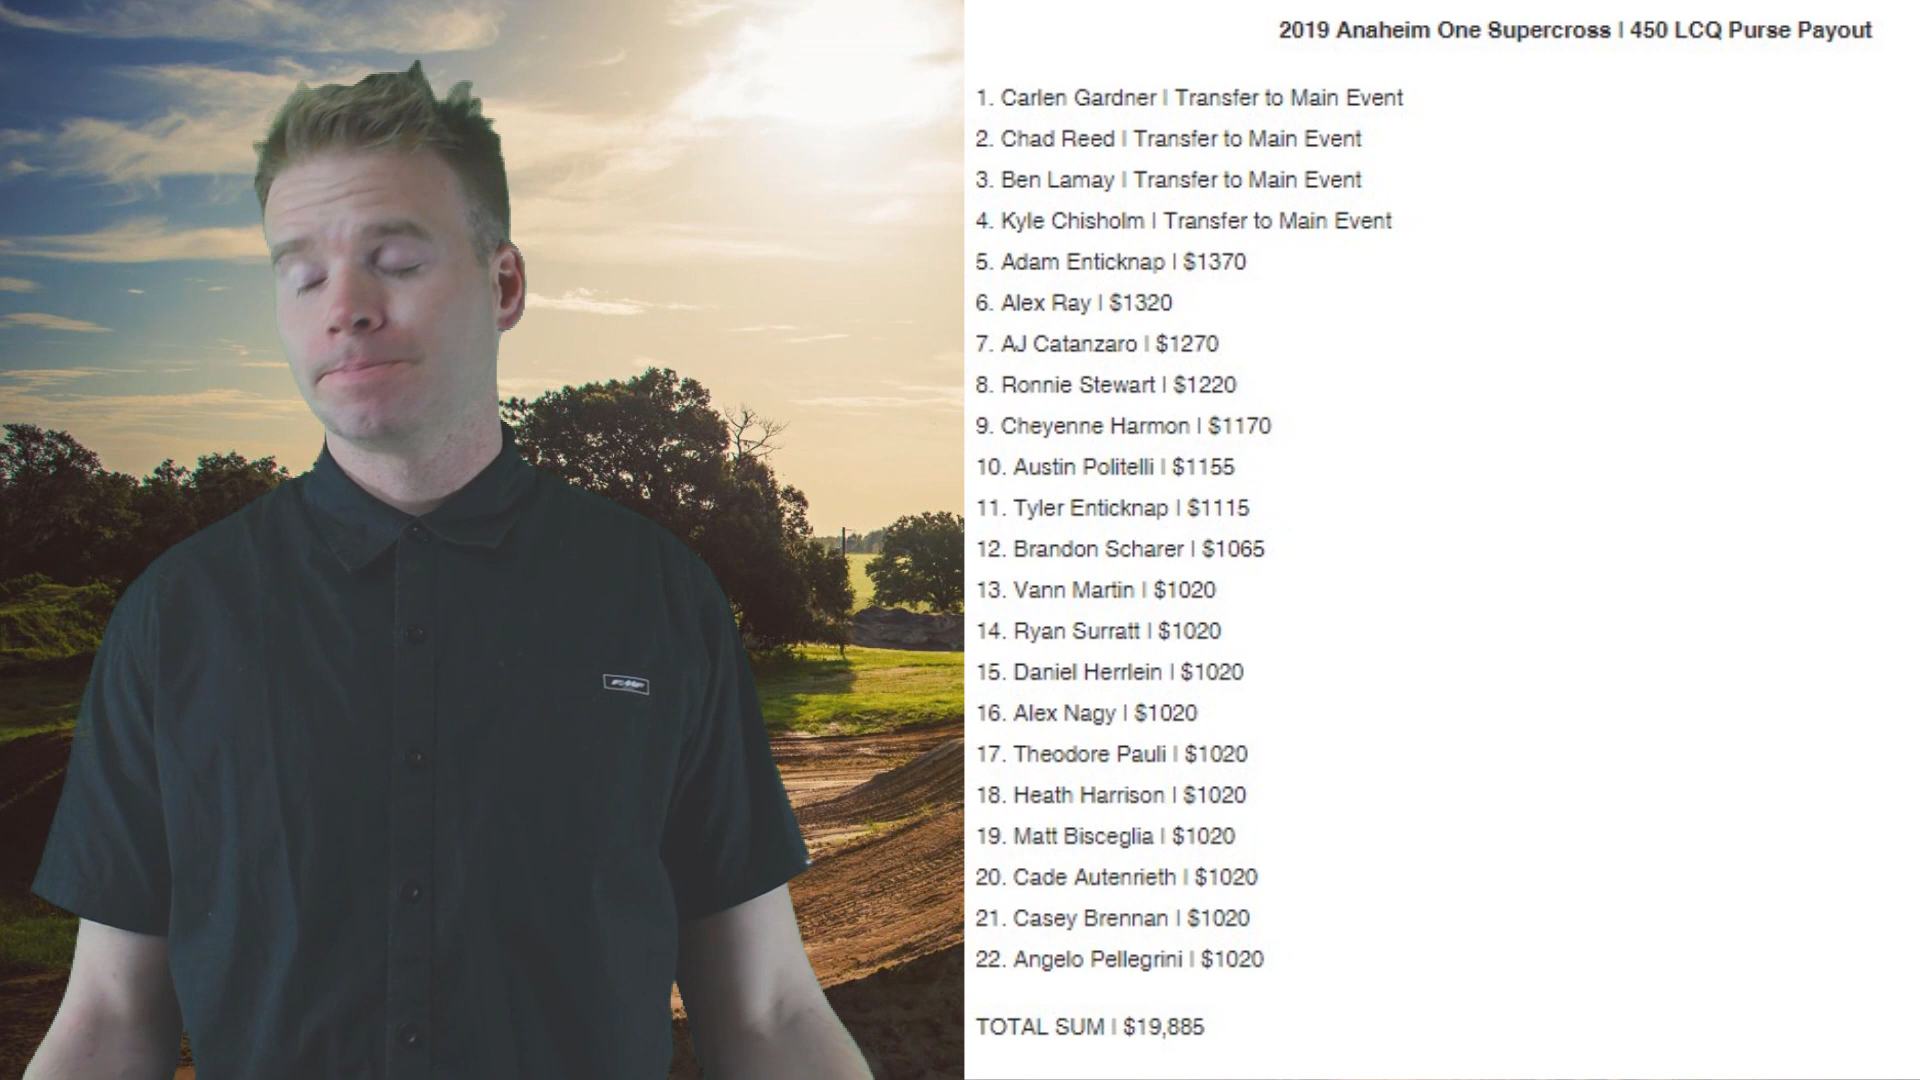 2019 Anaheim One Supercross | 450 LCQ Purse Payout
1. Carlen Gardner | Transfer to Main Event
2. Chad Reed | Transfer to Main Event
3. Ben Lamay | Transfer to Main Event
4. Kyle Chisholm | Transfer to Main Event
5. Adam Enticknap | $1370
6. Alex Ray | $1320
7. AJ Catanzaro | $1270
8. Ronnie Stewart | $1220
9. Cheyenne Harmon | $1170
10. Austin Politelli | $1155
11. Tyler Enticknap | $1115
12. Brandon Scharer | $1065
13. Vann Martin | $1020
14. Ryan Surratt | $1020
15. Daniel Herrlein | $1020
16. Alex Nagy | $1020
17. Theodore Pauli | $1020
18. Heath Harrison | $1020
19. Matt Bisceglia | $1020
20. Cade Autenrieth | $1020
21. Casey Brennan | $1020
22. Angelo Pellegrini | $1020
TOTAL SUM | $19,885